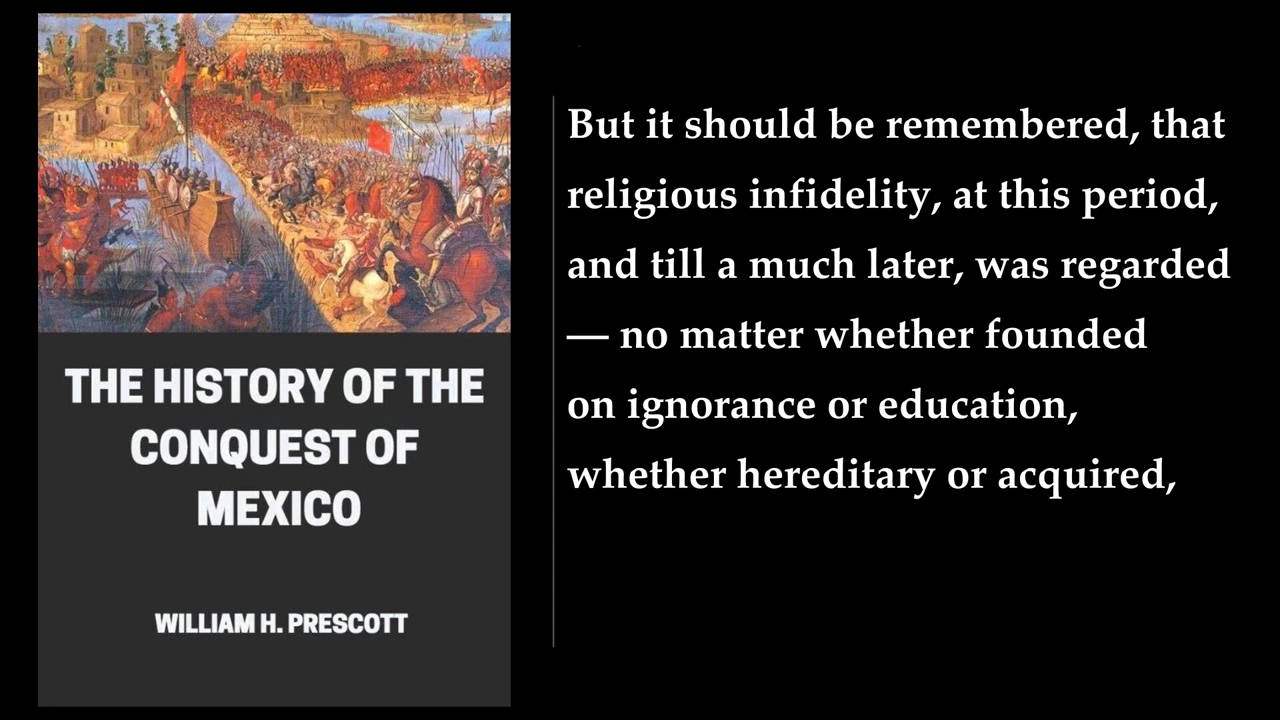 THE HISTORY OF THE
CONQUEST OF
MEXICO
WILLIAM H. PRESCOTT
But it should be remembered, that
religious infidelity, at this period,
and till a much later, was regarded
— no matter whether founded
on ignorance or education,
whether hereditary or acquired,